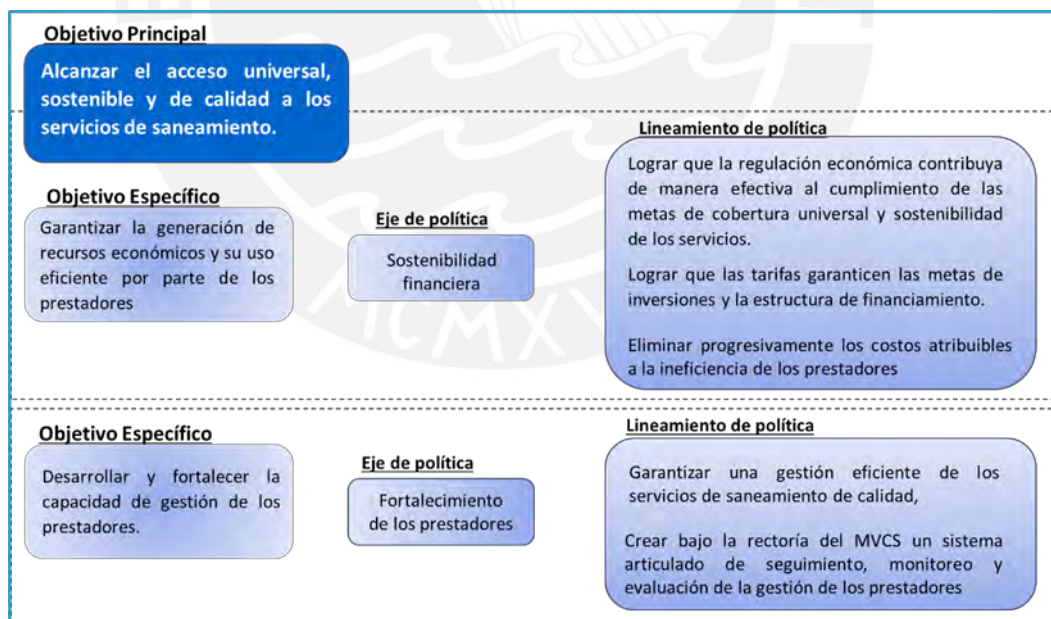 Objetivo Principal
Alcanzar el acceso universal,
sostenible y de calidad a los
servicios de saneamiento.
Objetivo Específico
Garantizar la generación de
recursos económicos y su uso
eficiente por parte de los
prestadores
Eje de política
Sostenibilidad
financiera
Lineamiento de política
Lograr que la regulación económica contribuya
de manera efectiva al cumplimiento de las
metas de cobertura universal y sostenibilidad
de los servicios.
Lograr que las tarifas garanticen las metas de
inversiones y la estructura de financiamiento.
Eliminar progresivamente los costos atribuibles
a la ineficiencia de los prestadores
Objetivo Específico
Desarrollar y fortalecer la
capacidad de gestión de los
prestadores.
Eje de política
Fortalecimiento
de los prestadores
Lineamiento de política
Garantizar una gestión eficiente de los
servicios de saneamiento de calidad,
Crear bajo la rectoría del MVCS un sistema
articulado de seguimiento, monitoreo y
evaluación de la gestión de los prestadores